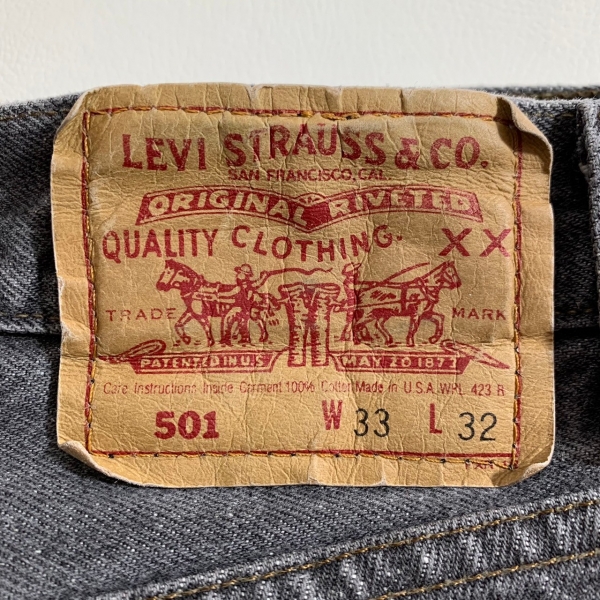 LEVI STRAUSS & CO.
SAN FRANCISCO, CAL.
ORIGINAL RIVETED
QUALITY CLOTHING. XX
TRADE MARK
PATENTED IN U.S. MAY 20 1873
Care Instructions Inside Garment 100% Cotton Made in U.S.A. WPL 423 R
501 W 33 L 32